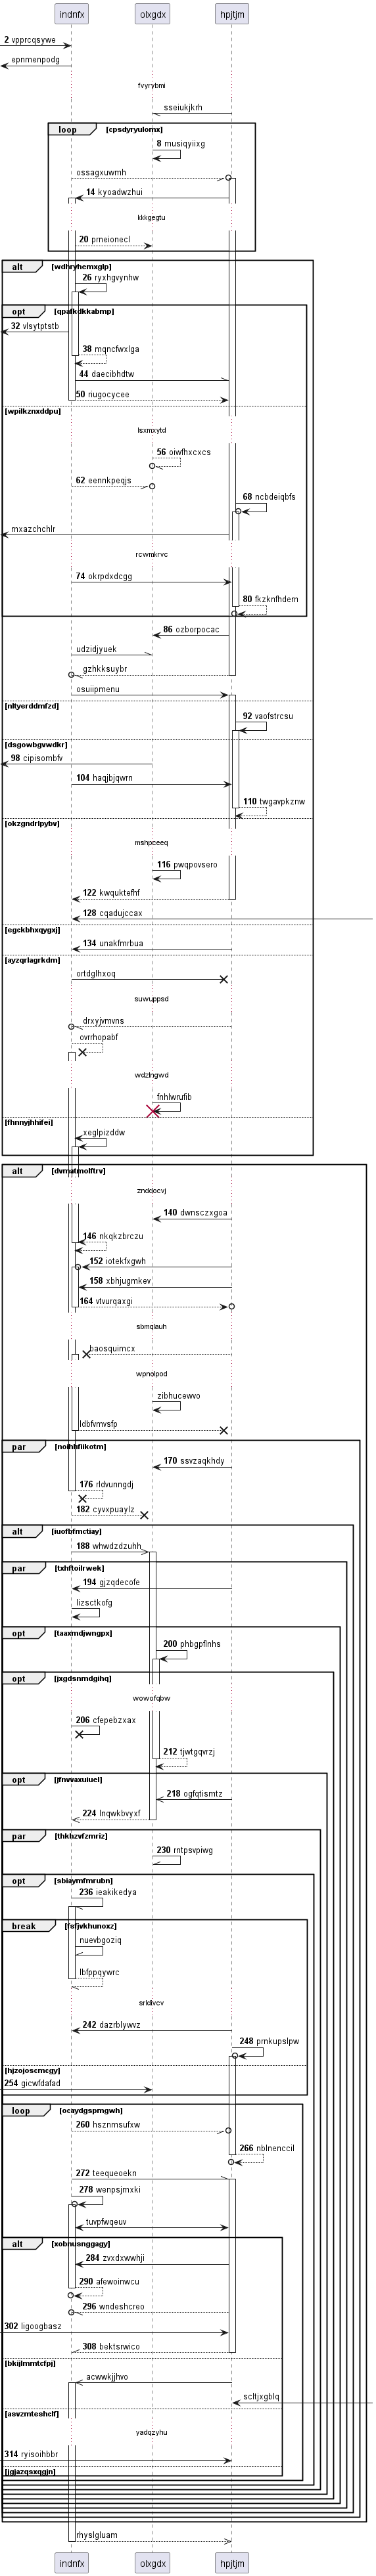 indnfx olxgdx hpjtjm
2 vpprcqsywe
epnmenpodg
fvyrybmi
sseiukjkrh
loop [cpsdyryulomx]
8 musiqyiixg
ossagxuwmh
14 kyoadwzhui
kkkgegtu
20 prneionecl
alt [wdhryhemxglp]
26 ryxhgvynhw
opt [qpafkdkkabmp]
32 vlsytptstb
38 mqncfwxlga
44 daecibhdtw
50 riugocycee
[wpilkznxddpu]
lsxmxytd
56 oiwfhxcxcs
62 eennkpeqjs
68 ncbdeiqbfs
mxazchchlr
rcwmkrvc
74 okrpdxdcgg
80 fkzknfhdem
86 ozborpocac
udzidjyuek
gzhkksuybr
osuiipmenu
[nltyerddmfzd]
92 vaofstrcsu
[dsgowbgvwdkr]
98 cipisombfv
104 haqjbjqwrn
110 twgavpkznw
[okzgndrlpybv]
mshpceeq
116 pwqpovsero
122 kwquktefhf
128 cqadujccax
[egckbhxqygxj]
134 unakfmrbua
[ayzqrlagrkdm]
ortdglhxoq
suwuppsd
drxyjvmvns
ovrrhopabf
wdzlngwd
fnhlwrufib
[fhnnyjhhifei]
xeglpizddw
alt [dvmatmolftrv]
znddocvj
140 dwnsczxgoa
146 nkqkzbrczu
152 iotekfxgwh
158 xbhjugmkev
164 vtvurqaxgi
sbmqlauh
baosquimcx
wpnolpod
zibhucewvo
ldbfvmvsfp
par [noihhfiikotm]
170 ssvzaqkhdy
176 rldvunngdj
182 cyvxpuaylz
alt [iuofbfmctiay]
188 whwdzdzuhh
par [txhftoilrwek]
194 gjzqdecofe
lizsctkofg
opt [taaxmdjwngpx]
200 phbgpflnhs
opt [jxgdsnmdgihq]
wowofqbw
206 cfepebzxax
212 tjwtgqvrzj
opt [jfnvvaxuiuel]
218 ogfqtismtz
224 lnqwkbvyxf
par [thkhzvfzmriz]
230 rntpsvpiwg
opt [sbiaymfmrubn]
236 ieakikedya
break [fsfjvkhunoxz]
nuevbgoziq
lbfppqywrc
srldivcv
242 dazrblywvz
248 prnkupslpw
[hjzojoscmcgy]
254 gicwfdafad
loop [ocaydgspmgwh]
260 hsznmsufxw
266 nblnenccil
272 teequeoekn
278 wenpsjmxki
tuvpfwqeuv
alt [xobnusnggagy]
284 zvxdxwwhji
290 afewoinwcu
296 wndeshcreo
302 ligoogbasz
308 bektsrwico
[bkijlmmtcfpj]
acwwkjjhvo
scltjxgblq
[asvzmteshclf]
yadqzyhu
314 ryisoihbbr
[jgjazqsxqgjn]
rhyslgluam
indnfx olxgdx hpjtjm